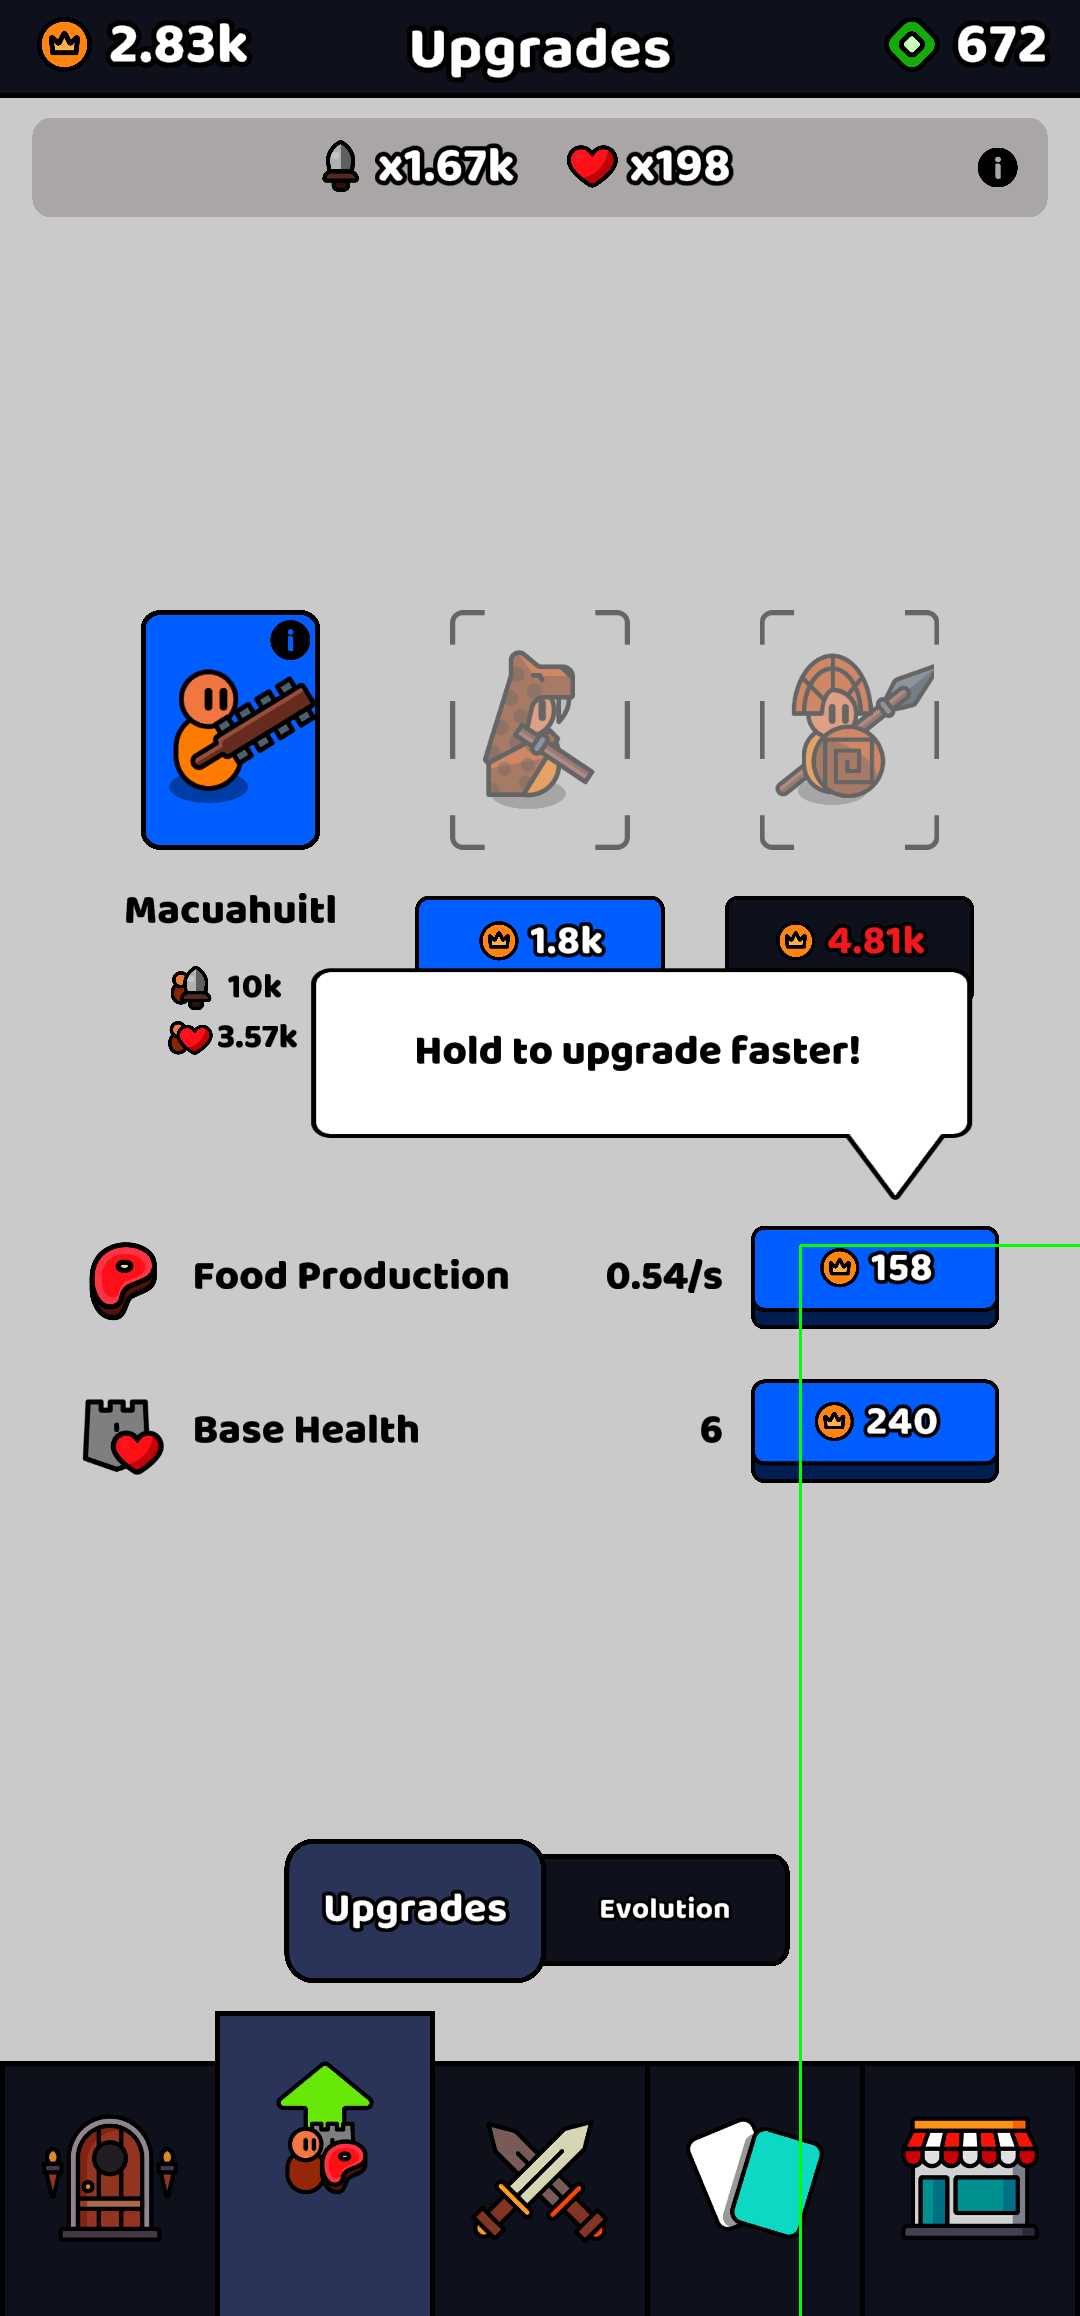 2.83k Upgrades 672
x1.67k x198 i
i
Macuahuitl
1.8k 4.81k
10k
3.57k
Hold to upgrade faster!
Food Production 0.54/s 158
Base Health 6 240
Upgrades Evolution